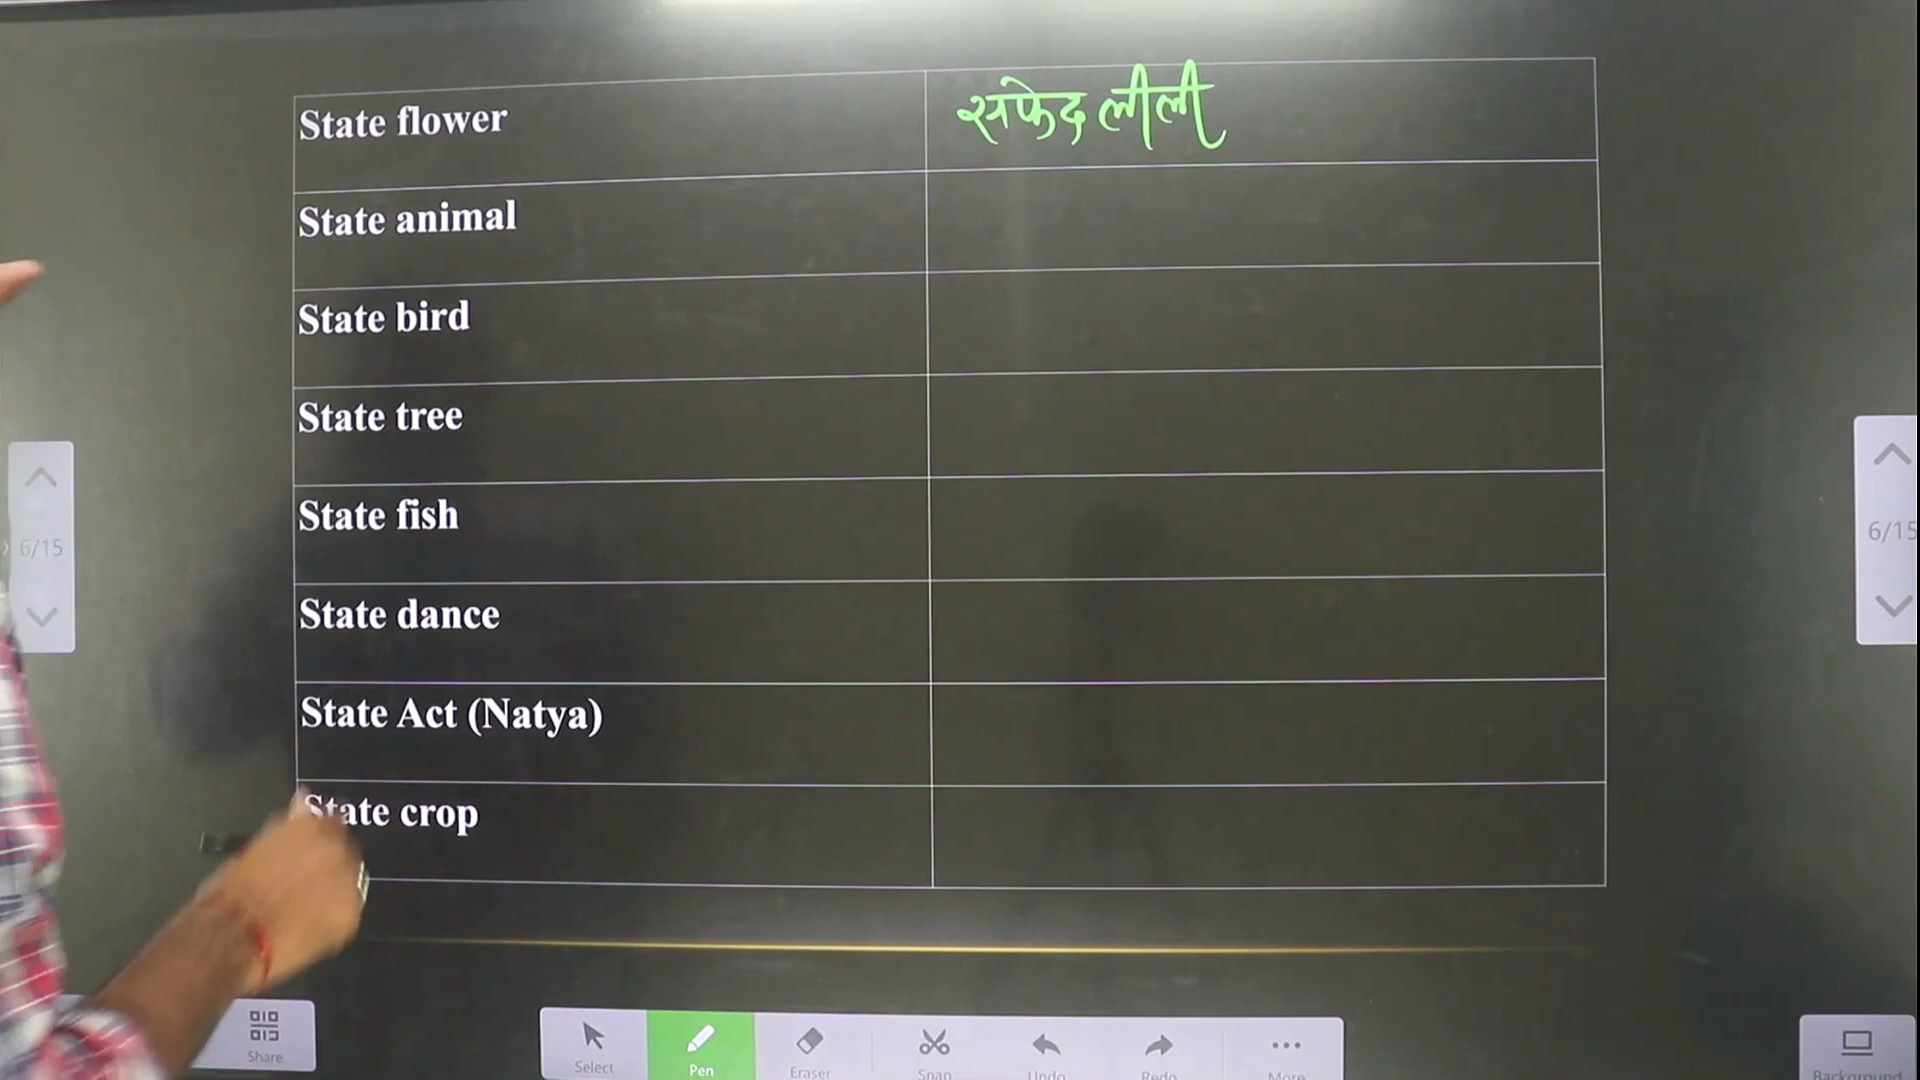 State flower
सफेद लीली
State animal
State bird
State tree
State fish
State dance
State Act (Natya)
State crop
6/15
6/15
Share
Select
Pen
Eraser
Snap
Undo
Redo
More
Background